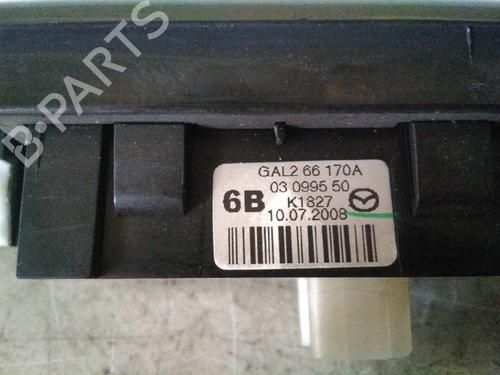 B-PARTS
GAL2 66 170A
03 0995 50
6B K1827
10.07.2008